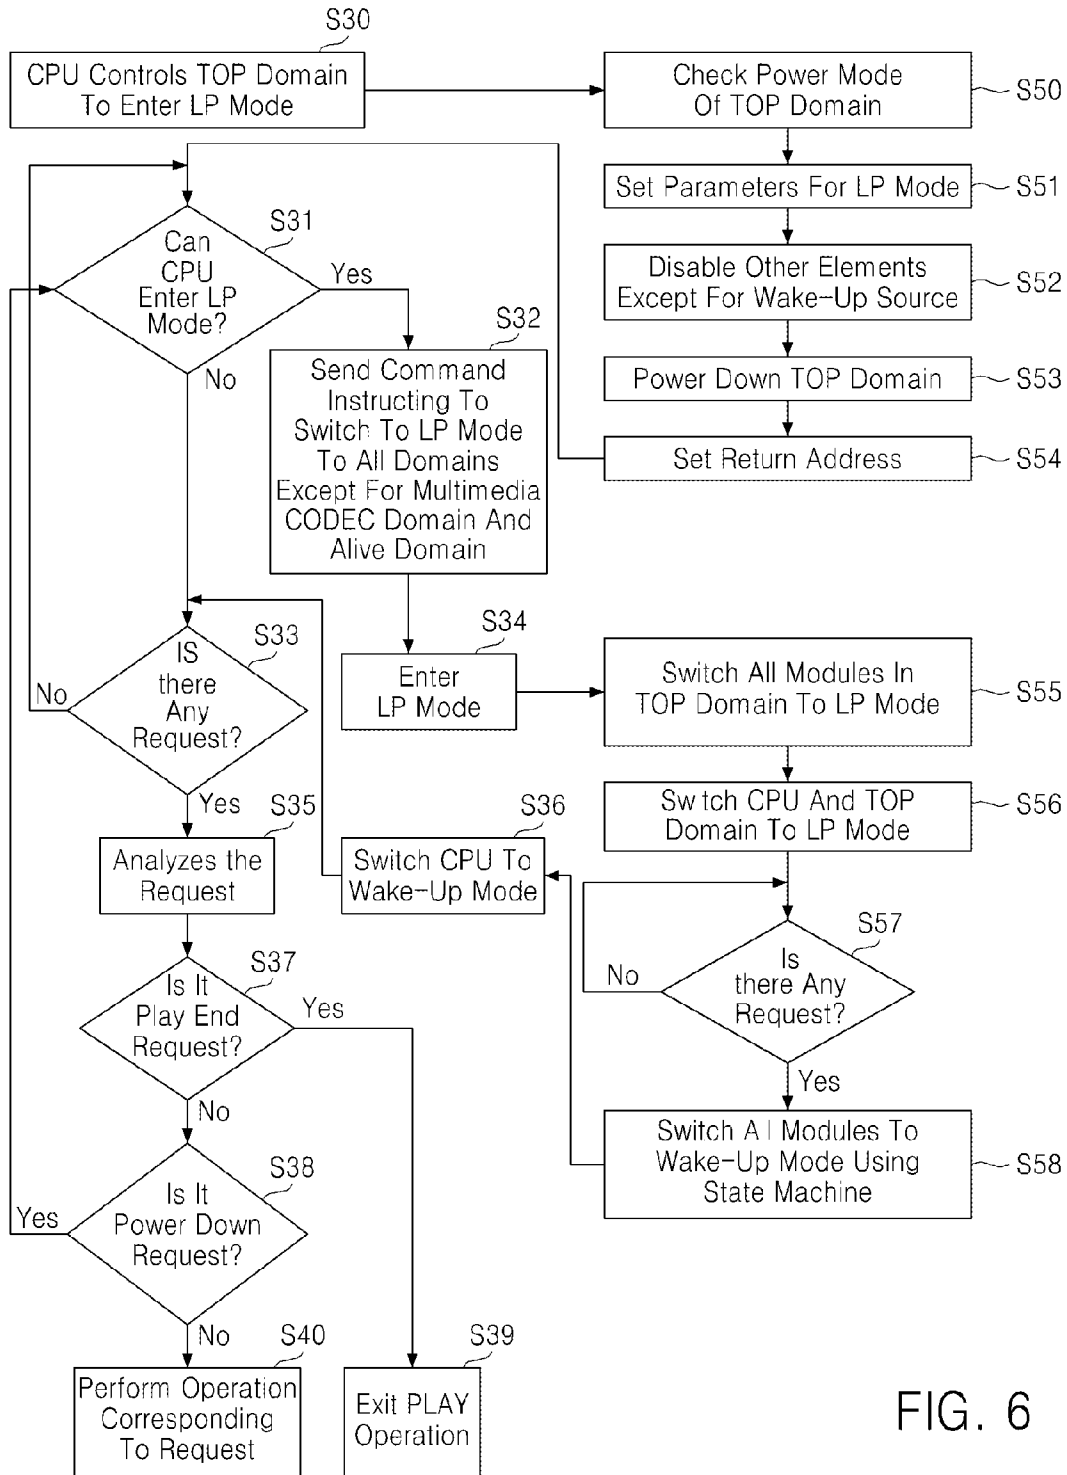 S30
CPU Controls TOP Domain
To Enter LP Mode
Check Power Mode
Of TOP Domain
S50
Set Parameters For LP Mode
S51
Disable Other Elements
Except For Wake-Up Source
S52
Power Down TOP Domain
S53
Set Return Address
S54
S31
Can
CPU
Enter LP
Mode?
Yes
No
S32
Send Command
Instructing To
Switch To LP Mode
To All Domains
Except For Multimedia
CODEC Domain And
Alive Domain
S33
IS
there
Any
Request?
No
Yes
S34
Enter
LP Mode
Switch All Modules In
TOP Domain To LP Mode
S55
Switch CPU And TOP
Domain To LP Mode
S56
S35
Analyzes the
Request
S36
Switch CPU To
Wake-Up Mode
S57
Is
there Any
Request?
No
Yes
Switch All Modules To
Wake-Up Mode Using
State Machine
S58
S37
Is It
Play End
Request?
Yes
No
S38
Is It
Power Down
Request?
Yes
No
S40
Perform Operation
Corresponding
To Request
S39
Exit PLAY
Operation
FIG. 6